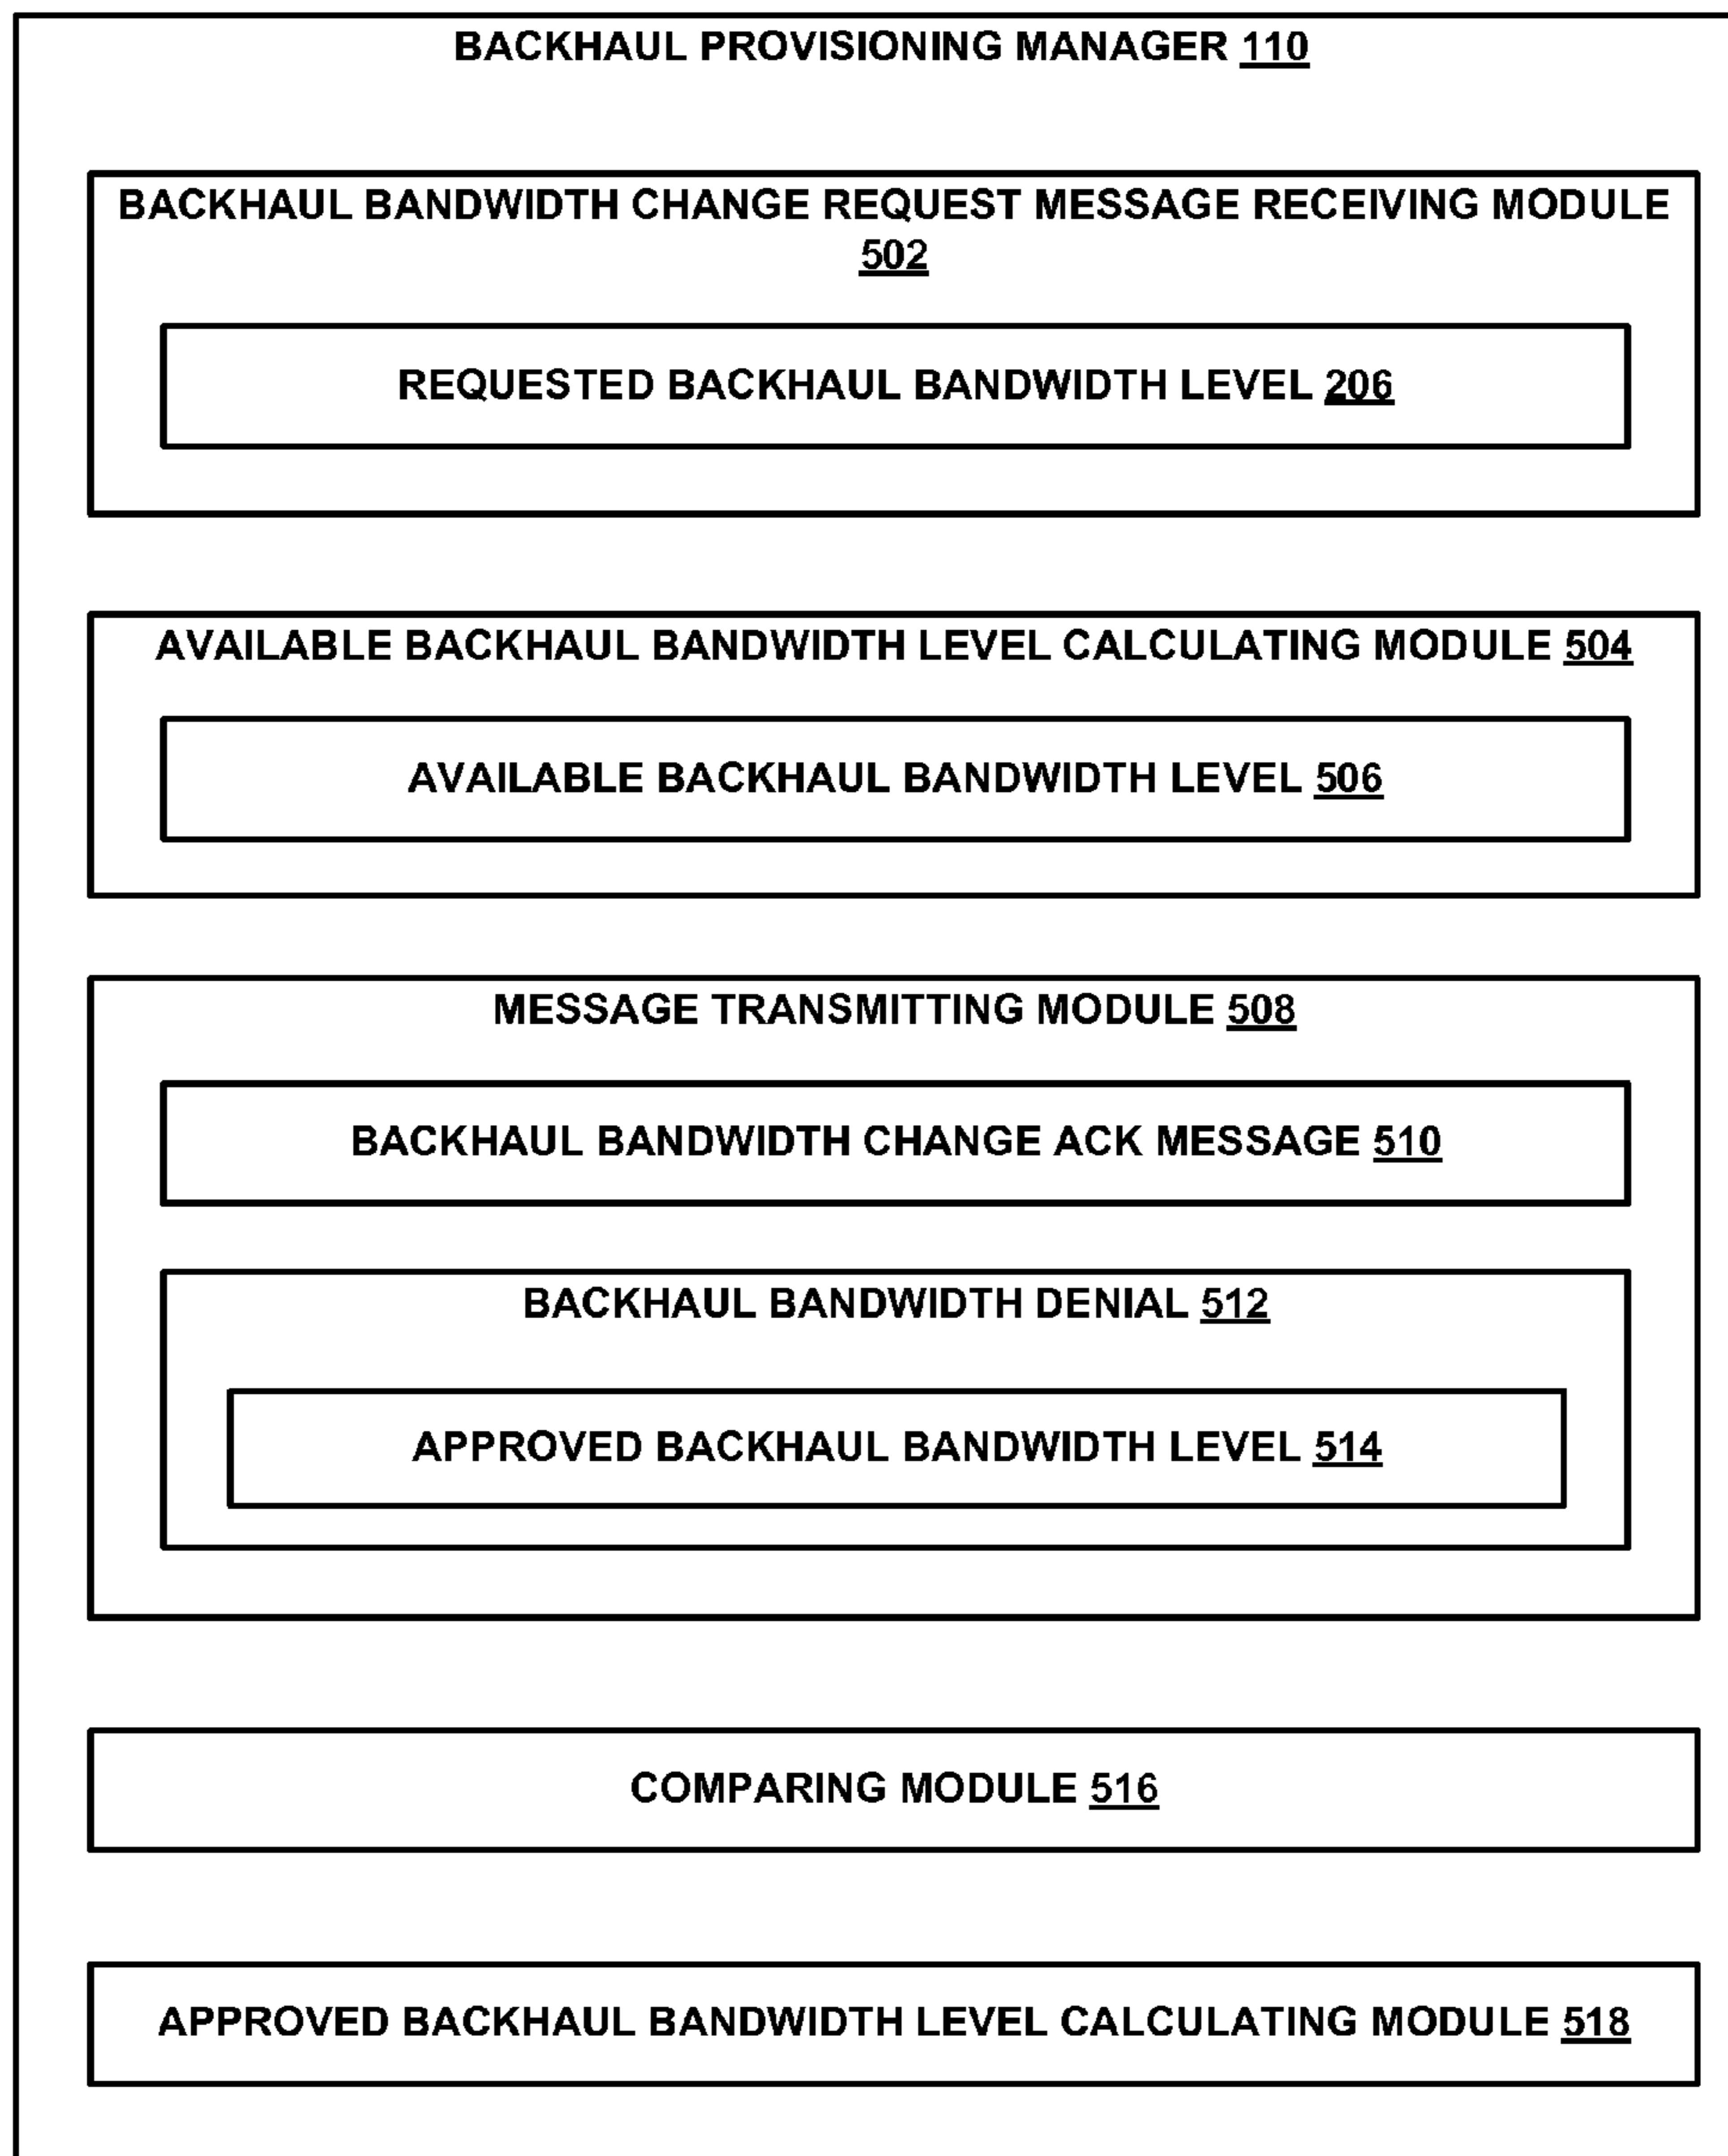 BACKHAUL PROVISIONING MANAGER 110
BACKHAUL BANDWIDTH CHANGE REQUEST MESSAGE RECEIVING MODULE
502
REQUESTED BACKHAUL BANDWIDTH LEVEL 206
AVAILABLE BACKHAUL BANDWIDTH LEVEL CALCULATING MODULE 504
AVAILABLE BACKHAUL BANDWIDTH LEVEL 506
MESSAGE TRANSMITTING MODULE 508
BACKHAUL BANDWIDTH CHANGE ACK MESSAGE 510
BACKHAUL BANDWIDTH DENIAL 512
APPROVED BACKHAUL BANDWIDTH LEVEL 514
COMPARING MODULE 516
APPROVED BACKHAUL BANDWIDTH LEVEL CALCULATING MODULE 518